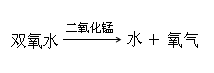 二氧化锰
双氧水 ⟶ 水 + 氧气